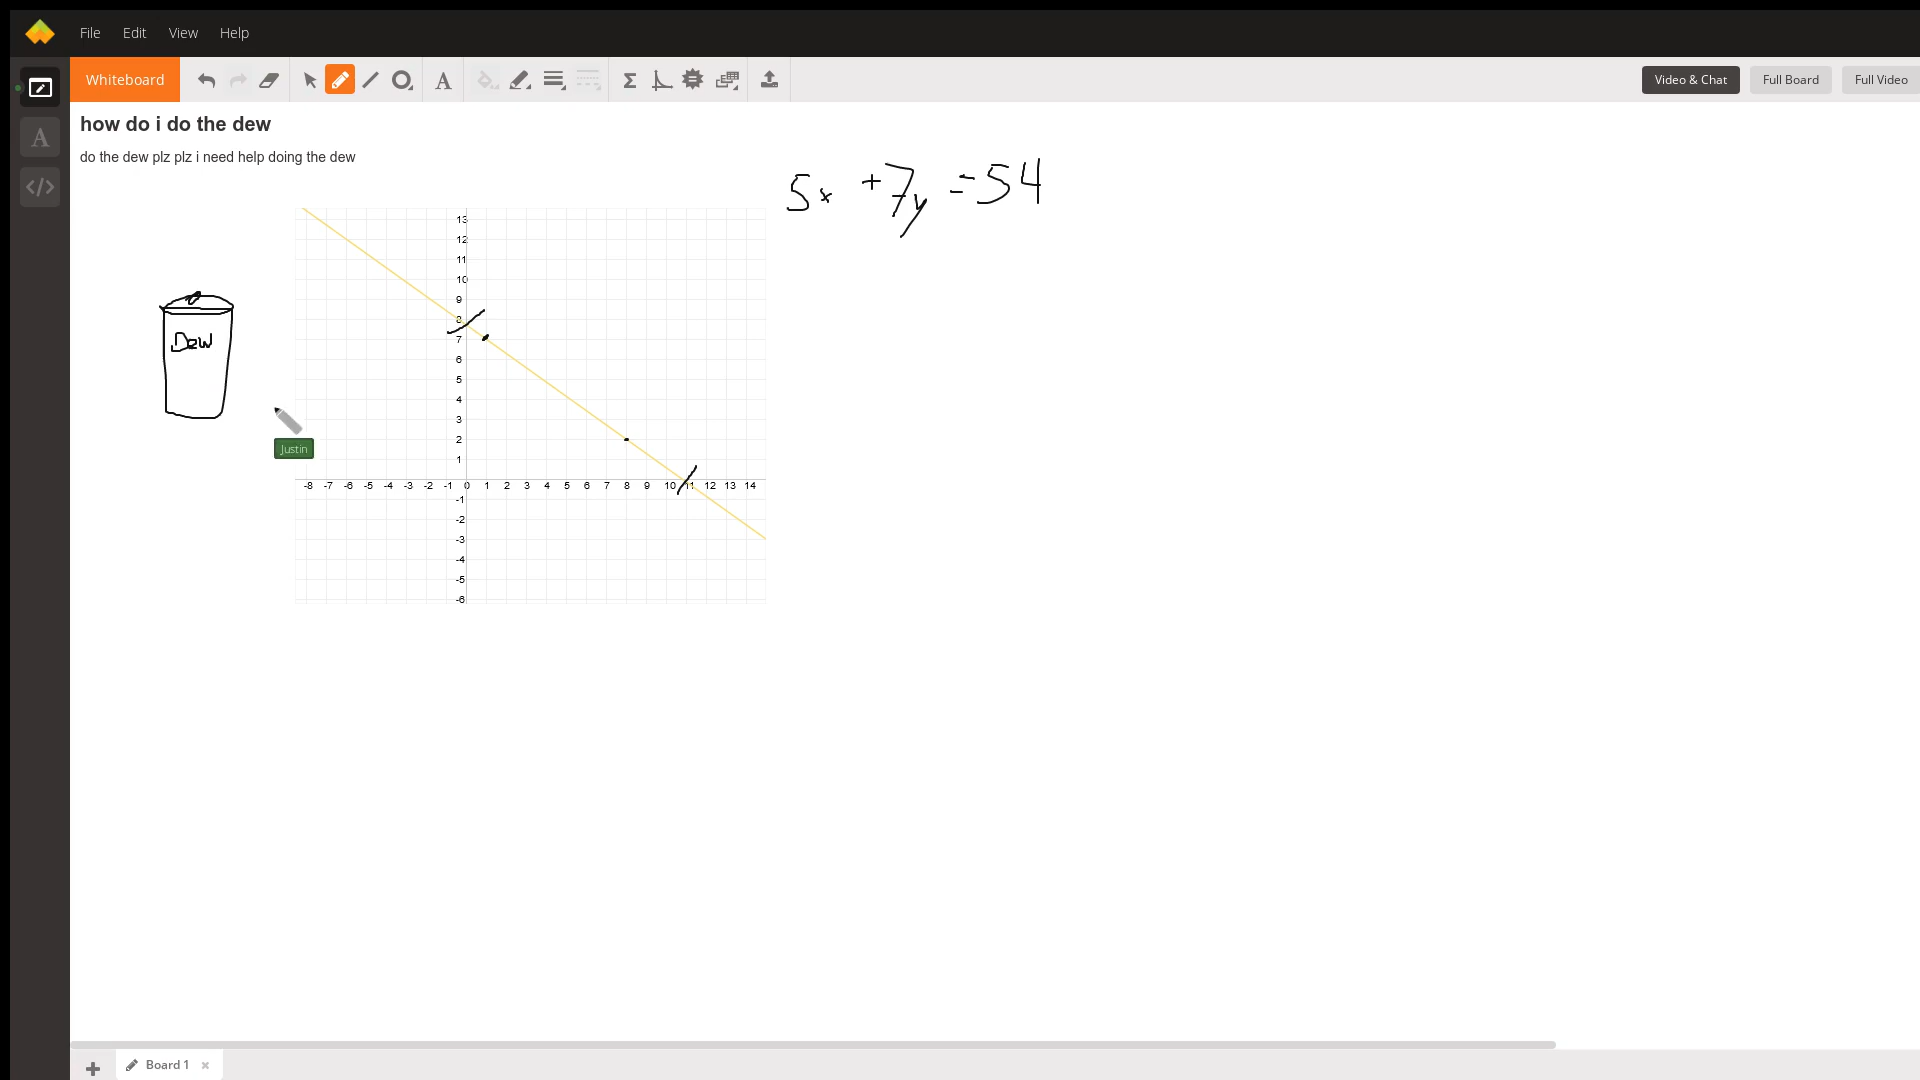 File Edit View Help
Whiteboard A Σ Video & Chat Full Board Full Video
A
</>
how do i do the dew
do the dew plz plz i need help doing the dew
5x +7y =54
13
12
11
10
9
8
7
6
5
4
3
2
1
-8 -7 -6 -5 -4 -3 -2 -1 0 1 2 3 4 5 6 7 8 9 10 11 12 13 14
-1
-2
-3
-4
-5
-6
Dew
Justin
Board 1